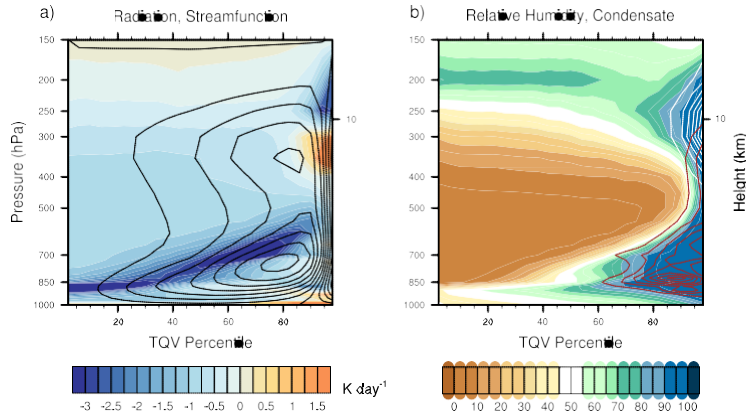 a) Radiation, Streamfunction
b) Relative Humidity, Condensate
Pressure (hPa)
150
200
250
300
400
500
700
850
1000
10
20 40 60 80
TQV Percentile
150
200
250
300
400
500
700
850
1000
10
Height (km)
20 40 60 80
TQV Percentile
-3 -2.5 -2 -1.5 -1 -0.5 0 0.5 1 1.5 K day-1
0 10 20 30 40 50 60 70 80 90 100